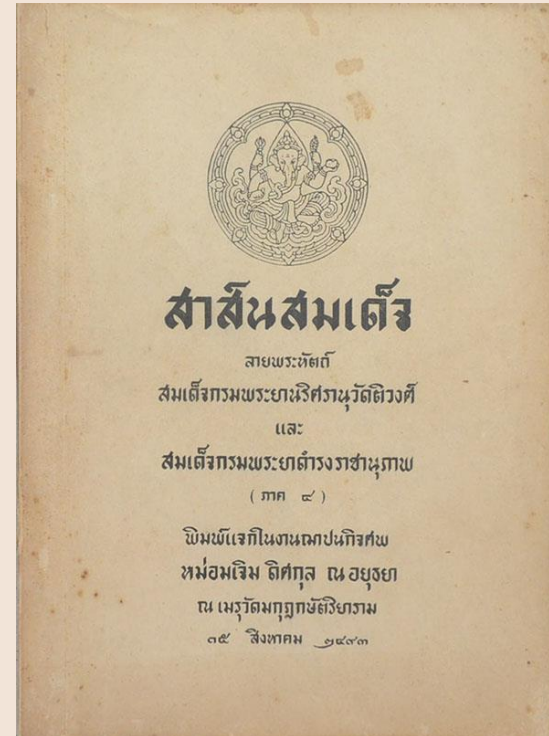 สาส์นสมเด็จ
ลายพระหัตถ์
สมเด็จกรมพระยานริศรานุวัดติวงศ์
และ
สมเด็จกรมพระยาดำรงราชานุภาพ
( ภาค ๔ )
พิมพ์แจกในงานฌาปนกิจศพ
หม่อมเจิม ดิศกุล ณ อยุธยา
ณ เมรุวัดมกุฎกษัตริยาราม
๓๕ สิงหาคม ๒๔๙๓